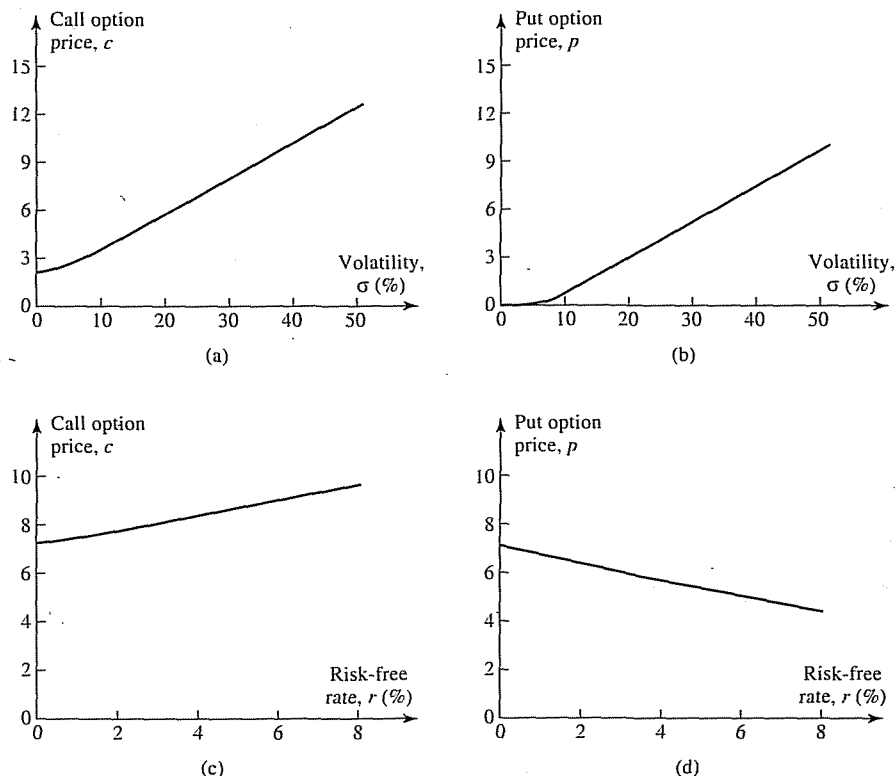 Call option
price, c
15
12
9
6
3
0
Volatility,
σ (%)
0 10 20 30 40 50
(a)
Put option
price, p
15
12
9
6
3
0
Volatility,
σ (%)
0 10 20 30 40 50
(b)
Call option
price, c
10
8
6
4
2
0
Risk-free
rate, r (%)
0 2 4 6 8
(c)
Put option
price, p
10
8
6
4
2
0
Risk-free
rate, r (%)
0 2 4 6 8
(d)